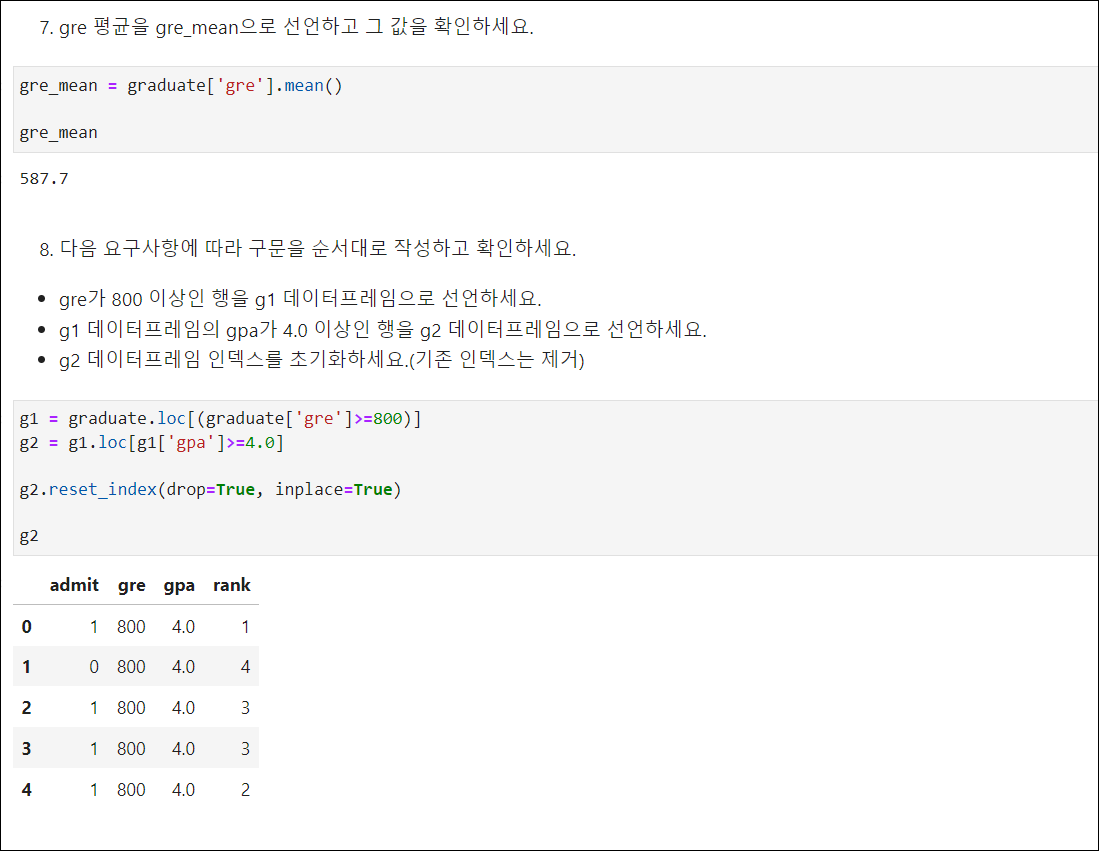 7. gre 평균을 gre_mean으로 선언하고 그 값을 확인하세요.
gre_mean = graduate['gre'].mean()
gre_mean
587.7
8. 다음 요구사항에 따라 구문을 순서대로 작성하고 확인하세요.
• gre가 800 이상인 행을 g1 데이터프레임으로 선언하세요.
• g1 데이터프레임의 gpa가 4.0 이상인 행을 g2 데이터프레임으로 선언하세요.
• g2 데이터프레임 인덱스를 초기화하세요.(기존 인덱스는 제거)
g1 = graduate.loc[(graduate['gre']>=800)]
g2 = g1.loc[g1['gpa']>=4.0]
g2.reset_index(drop=True, inplace=True)
g2
admit gre gpa rank
0 1 800 4.0 1
1 0 800 4.0 4
2 1 800 4.0 3
3 1 800 4.0 3
4 1 800 4.0 2